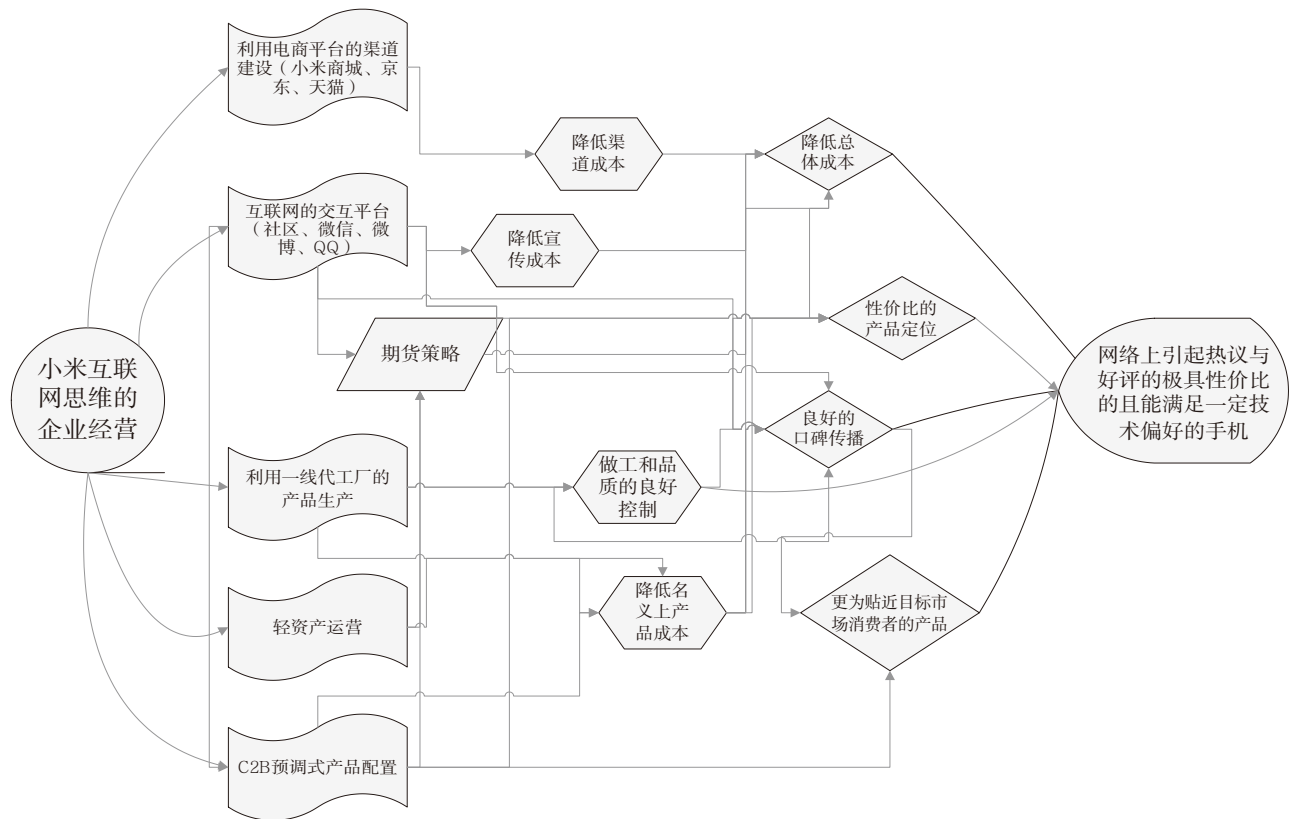 利用电商平台的渠道
建设（小米商城、京
东、天猫）
降低渠
道成本
降低总
体成本
互联网的交互平台
（社区、微信、微
博、QQ）
降低宣
传成本
性价比的
产品定位
期货策略
小米互联
网思维的
企业经营
网络上引起热议与
好评的极具性价比
的且能满足一定技
术偏好的手机
良好的
口碑传播
利用一线代工厂的
产品生产
做工和品
质的良好
控制
轻资产运营
降低名
义上产
品成本
更为贴近目标市
场消费者的产品
C2B预调式产品配置